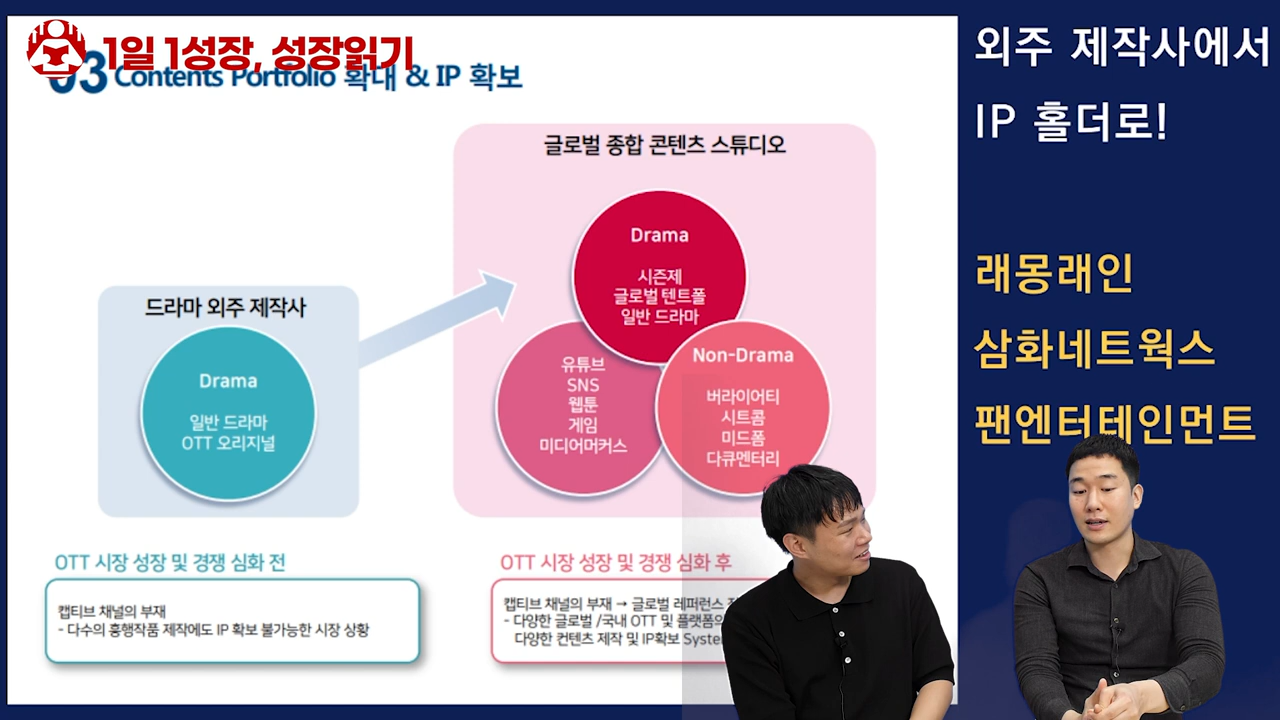 1일 1성장, 성장읽기
03 Contents Portfolio 확대 & IP 확보
외주 제작사에서
IP 홀더로!
래몽래인
삼화네트웍스
팬엔터테인먼트
글로벌 종합 콘텐츠 스튜디오
Drama
시즌제
글로벌 텐트폴
일반 드라마
유튜브
SNS
웹툰
게임
미디어머커스
Non-Drama
버라이어티
시트콤
미드폼
다큐멘터리
드라마 외주 제작사
Drama
일반 드라마
OTT 오리지널
OTT 시장 성장 및 경쟁 심화 전
캡티브 채널의 부재
- 다수의 흥행작품 제작에도 IP 확보 불가능한 시장 상황
OTT 시장 성장 및 경쟁 심화 후
캡티브 채널의 부재 → 글로벌 레퍼런스
- 다양한 글로벌 /국내 OTT 및 플랫폼의
다양한 컨텐츠 제작 및 IP확보 System